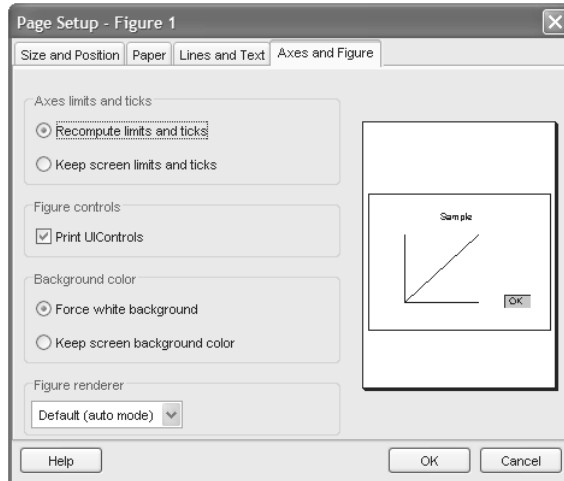 Page Setup - Figure 1
Size and Position Paper Lines and Text Axes and Figure
Axes limits and ticks
Recompute limits and ticks
Keep screen limits and ticks
Figure controls
Print UIControls
Background color
Force white background
Keep screen background color
Figure renderer
Default (auto mode)
Sample
OK
Help OK Cancel